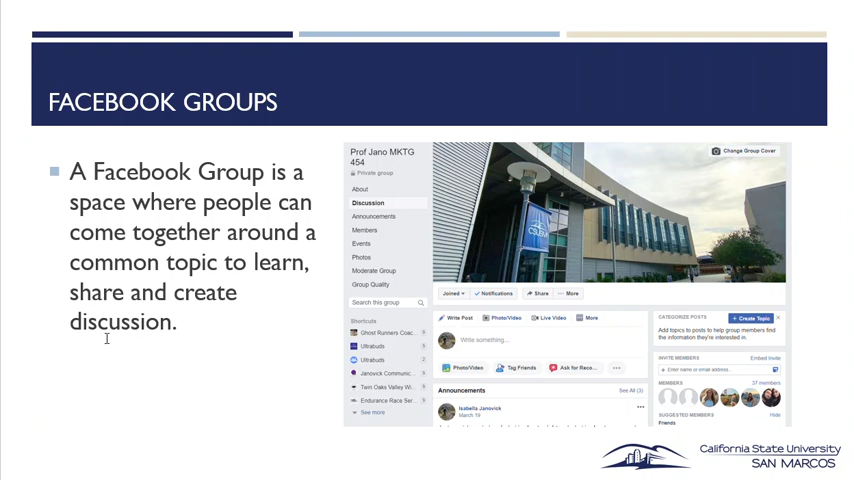 FACEBOOK GROUPS
A Facebook Group is a
space where people can
come together around a
common topic to learn,
share and create
discussion.
Prof Jano MKTG
454
Private group
About
Discussion
Announcements
Members
Events
Photos
Moderate Group
Group Quality
Search this group
Shortcuts
Ghost Runners Coac... 9
Ultrabuds 9
Ultrabuds 2
Janovick Communic...
Twin Oaks Valley Wi...
Endurance Race Ser...
See more
Change Group Cover
CSUSM
Joined Notifications Share More
Write Post Photo/Video Live Video More
Write something...
Photo/Video Tag Friends Ask for Reco...
Announcements See All (3)
Isabella Janovick
March 19
CATEGORIZE POSTS + Create Topic
Add topics to posts to help group members find
the information they're interested in.
INVITE MEMBERS Embed Invite
+ Enter name or email address...
MEMBERS 37 members
SUGGESTED MEMBERS Hide
Friends
California State University
SAN MARCOS